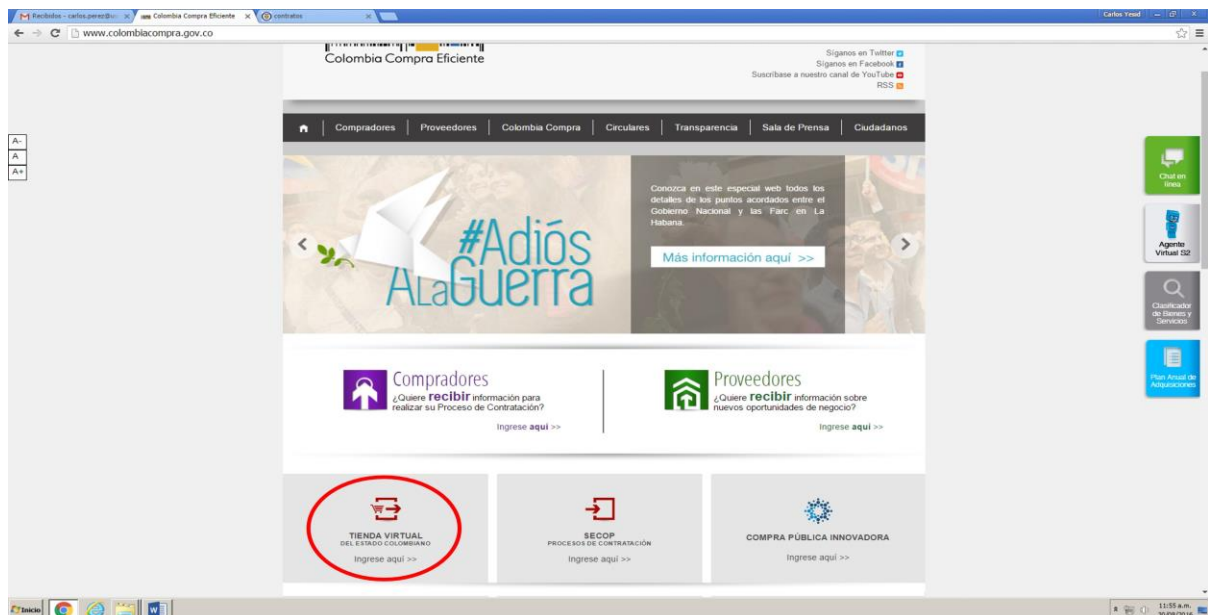 Recibidos - carlos.perez@u
Colombia Compra Eficiente
contratos
Carlos Yesid
www.colombiacompra.gov.co
Colombia Compra Eficiente
Síganos en Twitter
Síganos en Facebook
Suscríbase a nuestro canal de YouTube
RSS
Compradores
Proveedores
Colombia Compra
Circulares
Transparencia
Sala de Prensa
Ciudadanos
A-
A
A+
#Adiós
ALaGuerra
Conozca en este especial web todos los
detalles de los puntos acordados entre el
Gobierno Nacional y las Farc en La
Habana.
Más información aquí >>
Chat en
línea
Agente
Virtual S2
Clasificador
de Bienes y
Servicios
Plan Anual de
Adquisiciones
Compradores
¿Quiere recibir información para
realizar su Proceso de Contratación?
Ingrese aquí >>
Proveedores
¿Quiere recibir información sobre
nuevos oportunidades de negocio?
Ingrese aquí >>
TIENDA VIRTUAL
DEL ESTADO COLOMBIANO
Ingrese aquí >>
SECOP
PROCESOS DE CONTRATACIÓN
Ingrese aquí >>
COMPRA PÚBLICA INNOVADORA
Ingrese aquí >>
Inicio
11:55 a.m.